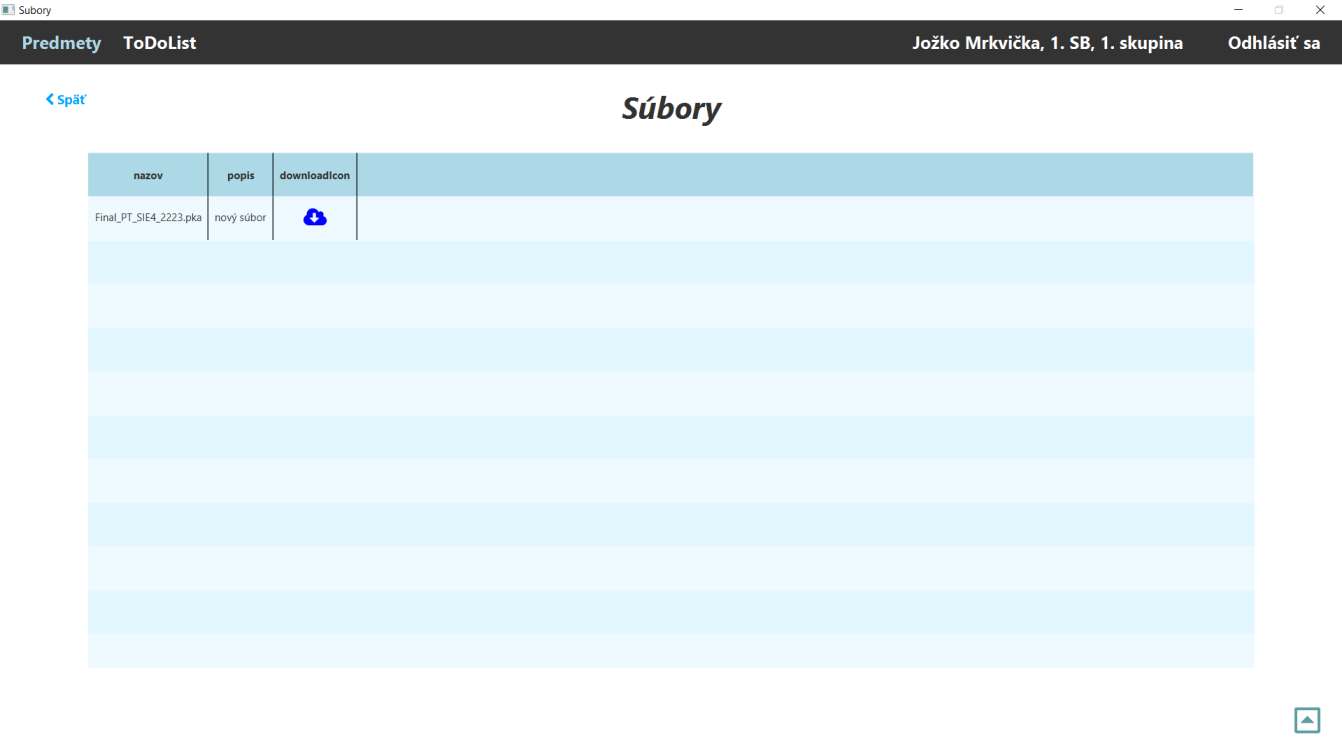 Subory
Predmety ToDoList Jožko Mrkvička, 1. SB, 1. skupina Odhlásiť sa
Späť
Súbory
nazov popis downloadIcon
Final_PT_SIE4_2223.pka nový súbor